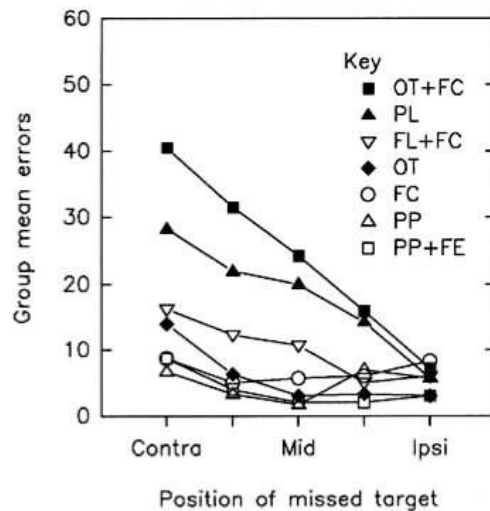 60
50
40
30
20
10
0
Group mean errors
Key
OT+FC
PL
FL+FC
OT
FC
PP
PP+FE
Contra Mid Ipsi
Position of missed target